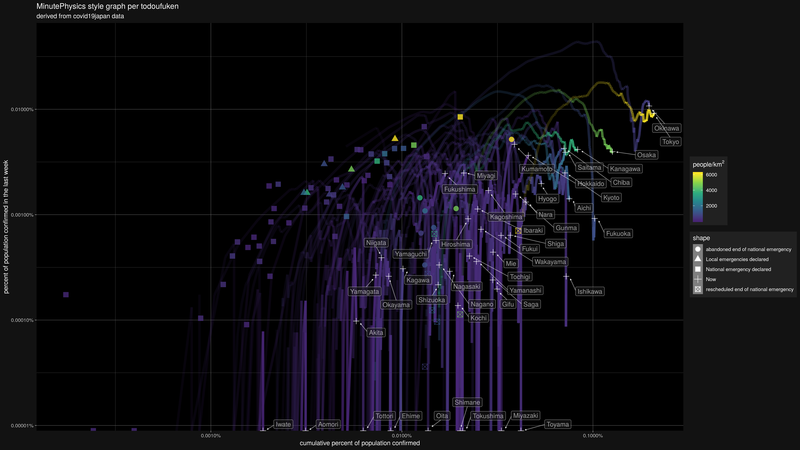 MinutePhysics style graph per todoufuken
derived from covid19japan data
percent of population confirmed in the last week
0.01000%
0.00100%
0.00010%
0.00001%
0.0010%
0.0100%
0.1000%
cumulative percent of population confirmed
Okinawa
Tokyo
Osaka
Kanagawa
Saitama
Chiba
Kumamoto
Hokkaido
Kyoto
Miyagi
Fukushima
Hyogo
Aichi
Nara
Kagoshima
Gunma
Fukuoka
Ibaraki
Shiga
Hiroshima
Fukui
Niigata
Yamaguchi
Wakayama
Mie
Tochigi
Kagawa
Yamagata
Nagasaki
Yamanashi
Ishikawa
Okayama
Shizuoka
Nagano
Gifu
Saga
Kochi
Akita
Shimane
Iwate
Aomori
Tottori
Ehime
Oita
Tokushima
Miyazaki
Toyama
people/km²
6000
4000
2000
shape
abandoned end of national emergency
Local emergencies declared
National emergency declared
Now
rescheduled end of national emergency